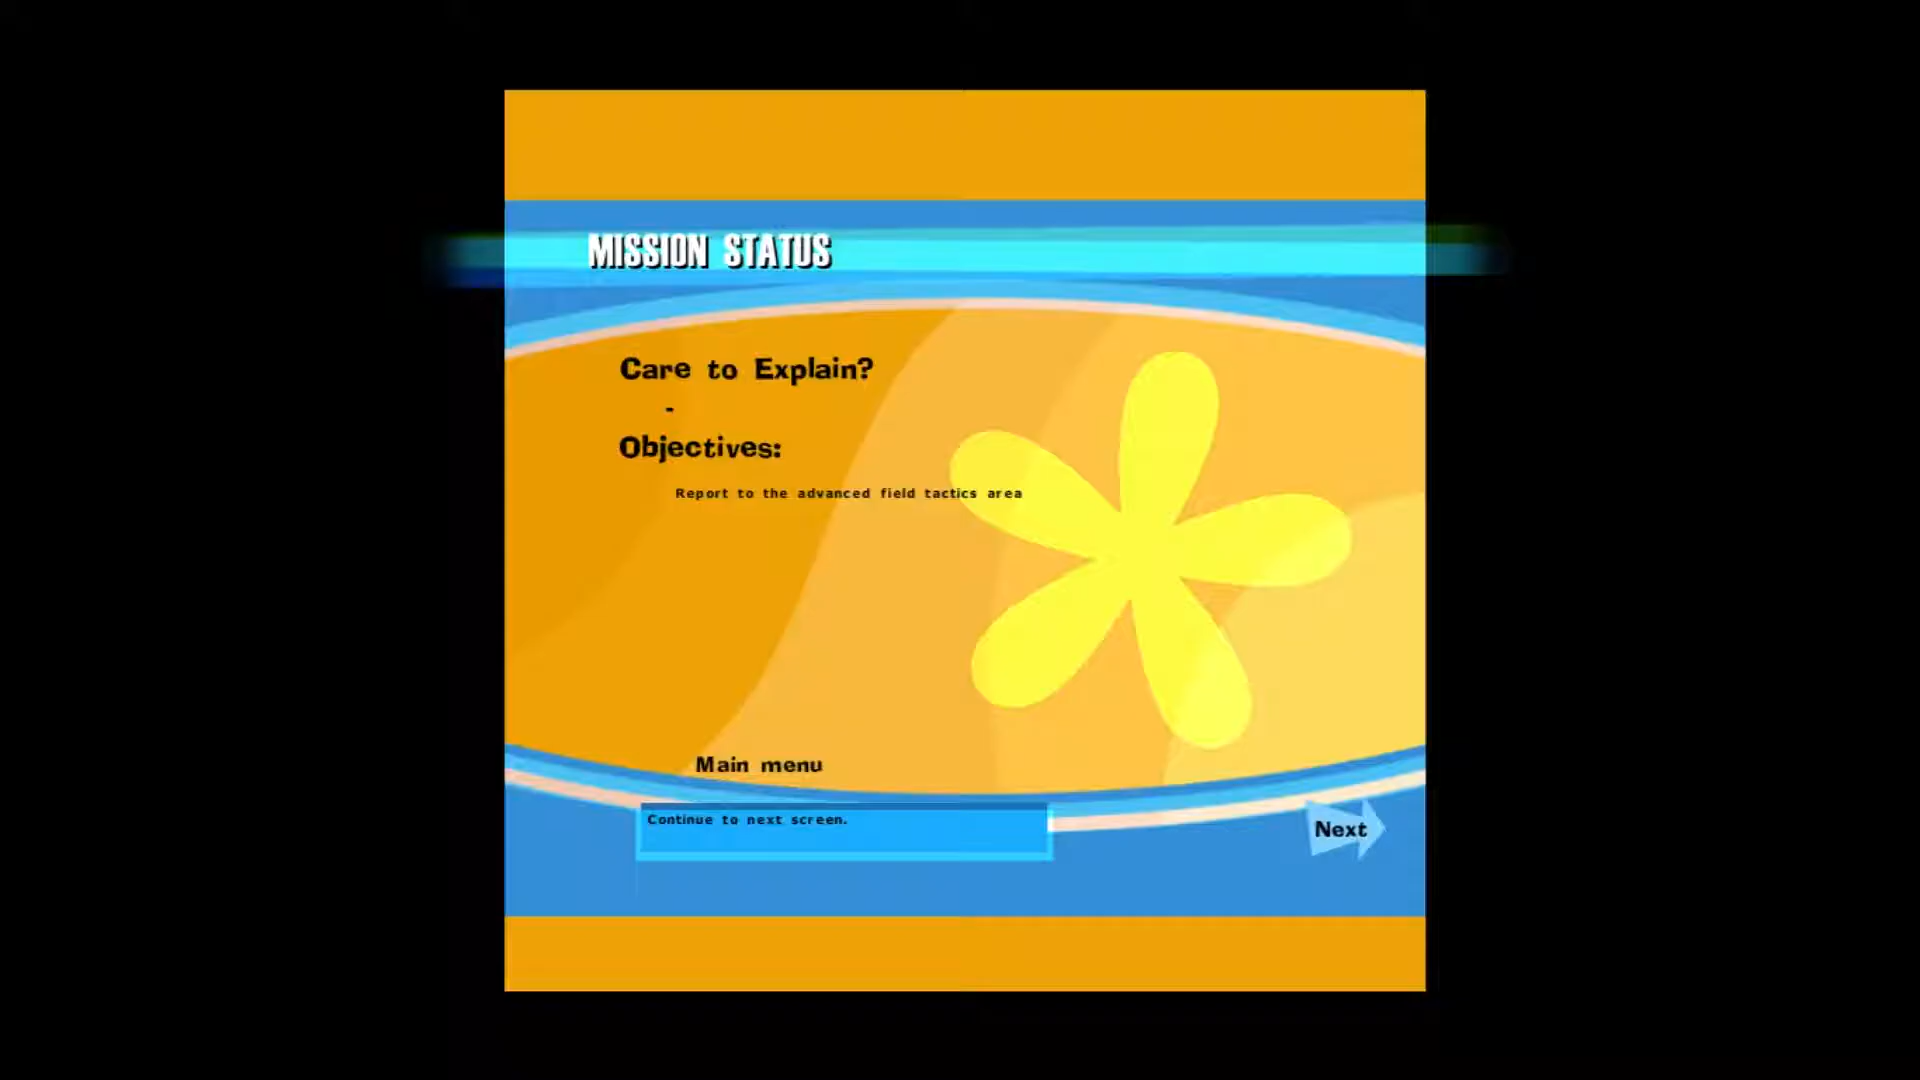 MISSION STATUS
Care to Explain?
-
Objectives:
Report to the advanced field tactics area
Main menu
Continue to next screen.
Next